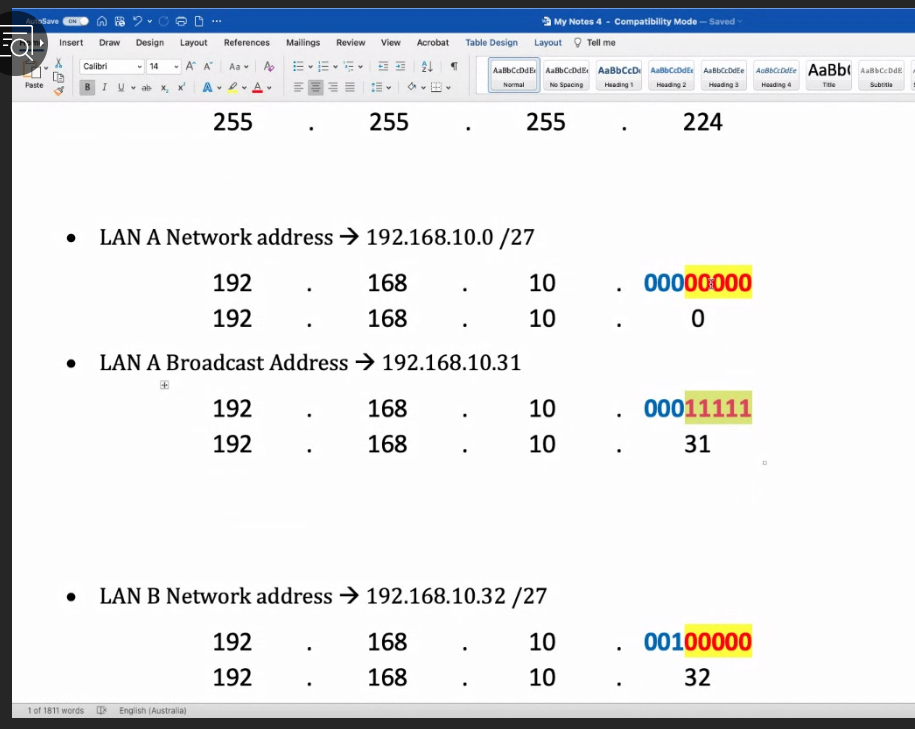 AutoSave ON My Notes 4 - Compatibility Mode — Saved
Insert Draw Design Layout References Mailings Review View Acrobat Table Design Layout Tell me
Paste Calibri 14 A A Aa A
B I U ab x₂ x² A A
AaBbCcDdEe AaBbCcDdEe AaBbCcDc AaBbCcDdEe AaBbCcDdEe AaBbCcDdEe AaBb( AaBbCcDdE
Normal No Spacing Heading 1 Heading 2 Heading 3 Heading 4 Title Subtitle
255 . 255 . 255 . 224
• LAN A Network address → 192.168.10.0 /27
192 . 168 . 10 . 00000000
192 . 168 . 10 . 0
• LAN A Broadcast Address → 192.168.10.31
192 . 168 . 10 . 00011111
192 . 168 . 10 . 31
• LAN B Network address → 192.168.10.32 /27
192 . 168 . 10 . 00100000
192 . 168 . 10 . 32
1 of 1811 words English (Australia)